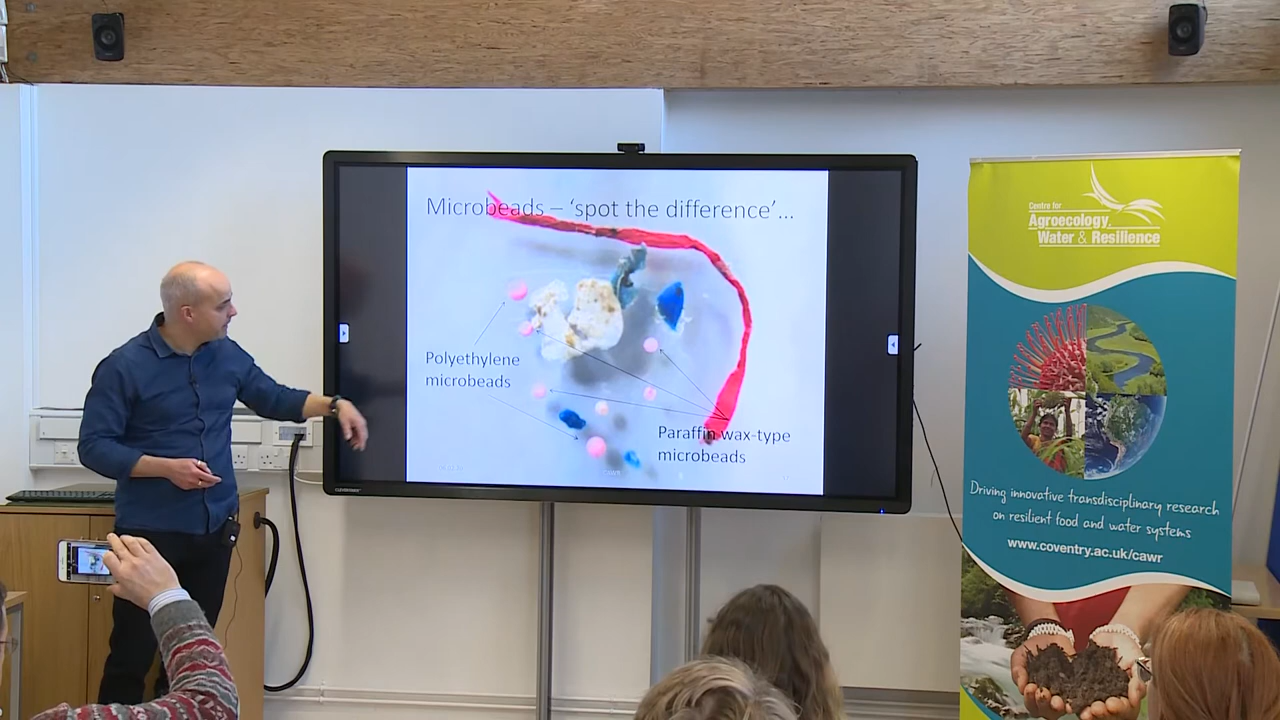 Microbeads – 'spot the difference'...
Polyethylene
microbeads
Paraffin wax-type
microbeads
CAWR
Centre for
Agroecology,
Water & Resilience
Driving innovative transdisciplinary research
on resilient food and water systems
www.coventry.ac.uk/cawr